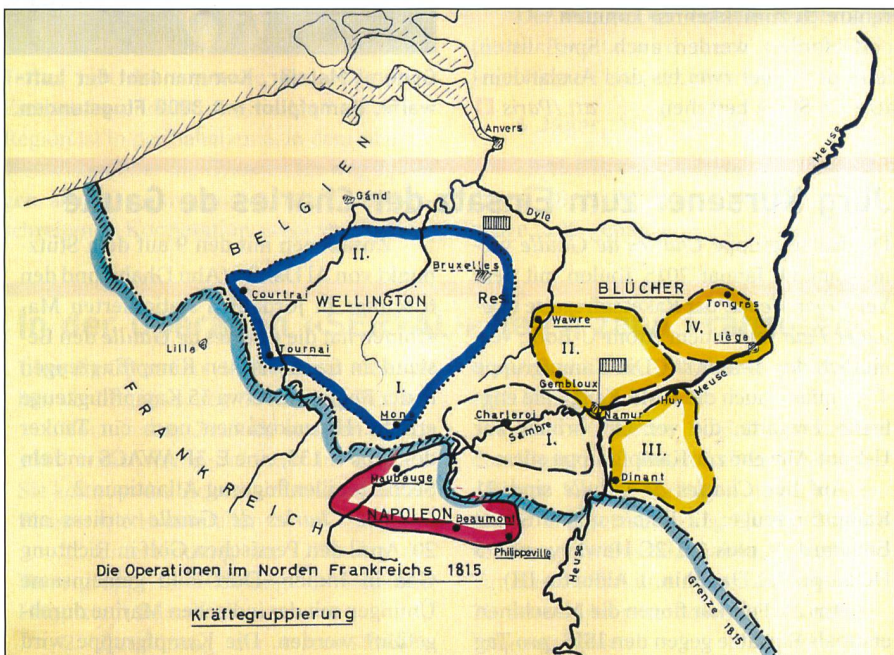 Anvers
Meuse
BELGIEN
Gand
Dyle
II.
Bruxelles
BLÜCHER
Courtrai
WELLINGTON
Res.
Tongres
Wawre
IV.
Liège
Lille
Tournai
II.
Meuse
Gembloux
I.
Huy
Mons
Charleroi
Namur
FRANKREICH
Sambre
I.
III.
Maubeuge
Dinant
NAPOLEON
Beaumont
Philippeville
Meuse
Grenze 1815
Die Operationen im Norden Frankreichs 1815
Kräftegruppierung